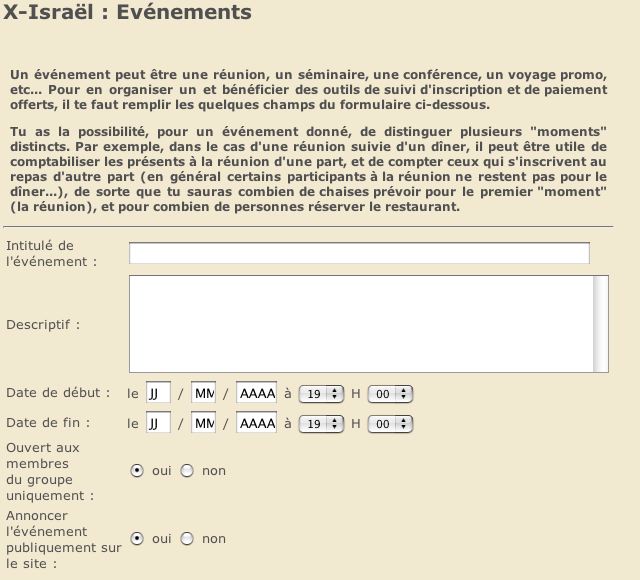 X-Israël : Evénements
Un événement peut être une réunion, un séminaire, une conférence, un voyage promo,
etc... Pour en organiser un et bénéficier des outils de suivi d'inscription et de paiement
offerts, il te faut remplir les quelques champs du formulaire ci-dessous.
Tu as la possibilité, pour un événement donné, de distinguer plusieurs "moments"
distincts. Par exemple, dans le cas d'une réunion suivie d'un dîner, il peut être utile de
comptabiliser les présents à la réunion d'une part, et de compter ceux qui s'inscrivent au
repas d'autre part (en général certains participants à la réunion ne restent pas pour le
dîner...), de sorte que tu sauras combien de chaises prévoir pour le premier "moment"
(la réunion), et pour combien de personnes réserver le restaurant.
Intitulé de
l'événement :
Descriptif :
Date de début : le JJ / MM / AAAA à 19 H 00
Date de fin : le JJ / MM / AAAA à 19 H 00
Ouvert aux
membres
du groupe
uniquement :
oui non
Annoncer
l'événement
publiquement sur
le site :
oui non